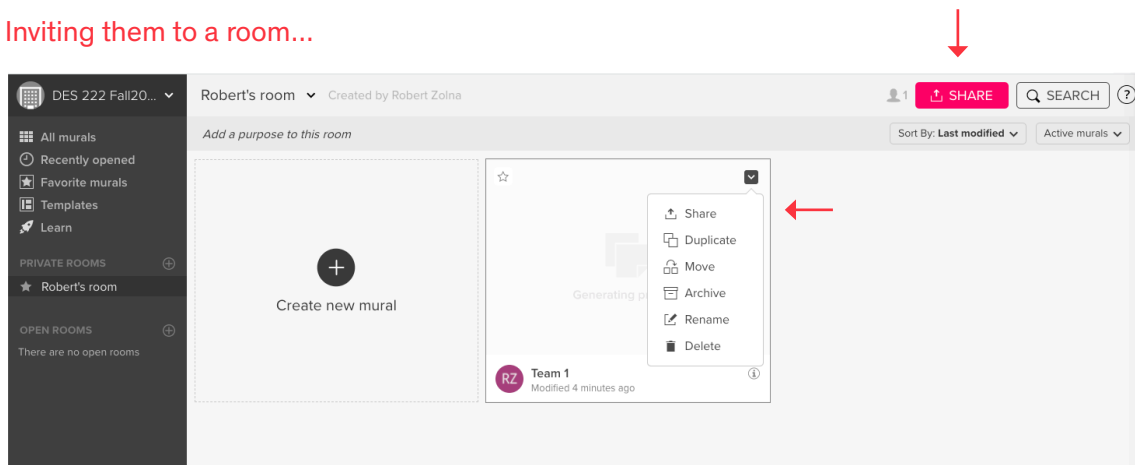 Inviting them to a room...
DES 222 Fall20...
Robert's room
Created by Robert Zolna
1
SHARE
SEARCH
?
All murals
Recently opened
Favorite murals
Templates
Learn
PRIVATE ROOMS
Robert's room
OPEN ROOMS
There are no open rooms
Add a purpose to this room
Sort By: Last modified
Active murals
Create new mural
Generating p
Share
Duplicate
Move
Archive
Rename
Delete
RZ
Team 1
Modified 4 minutes ago
i